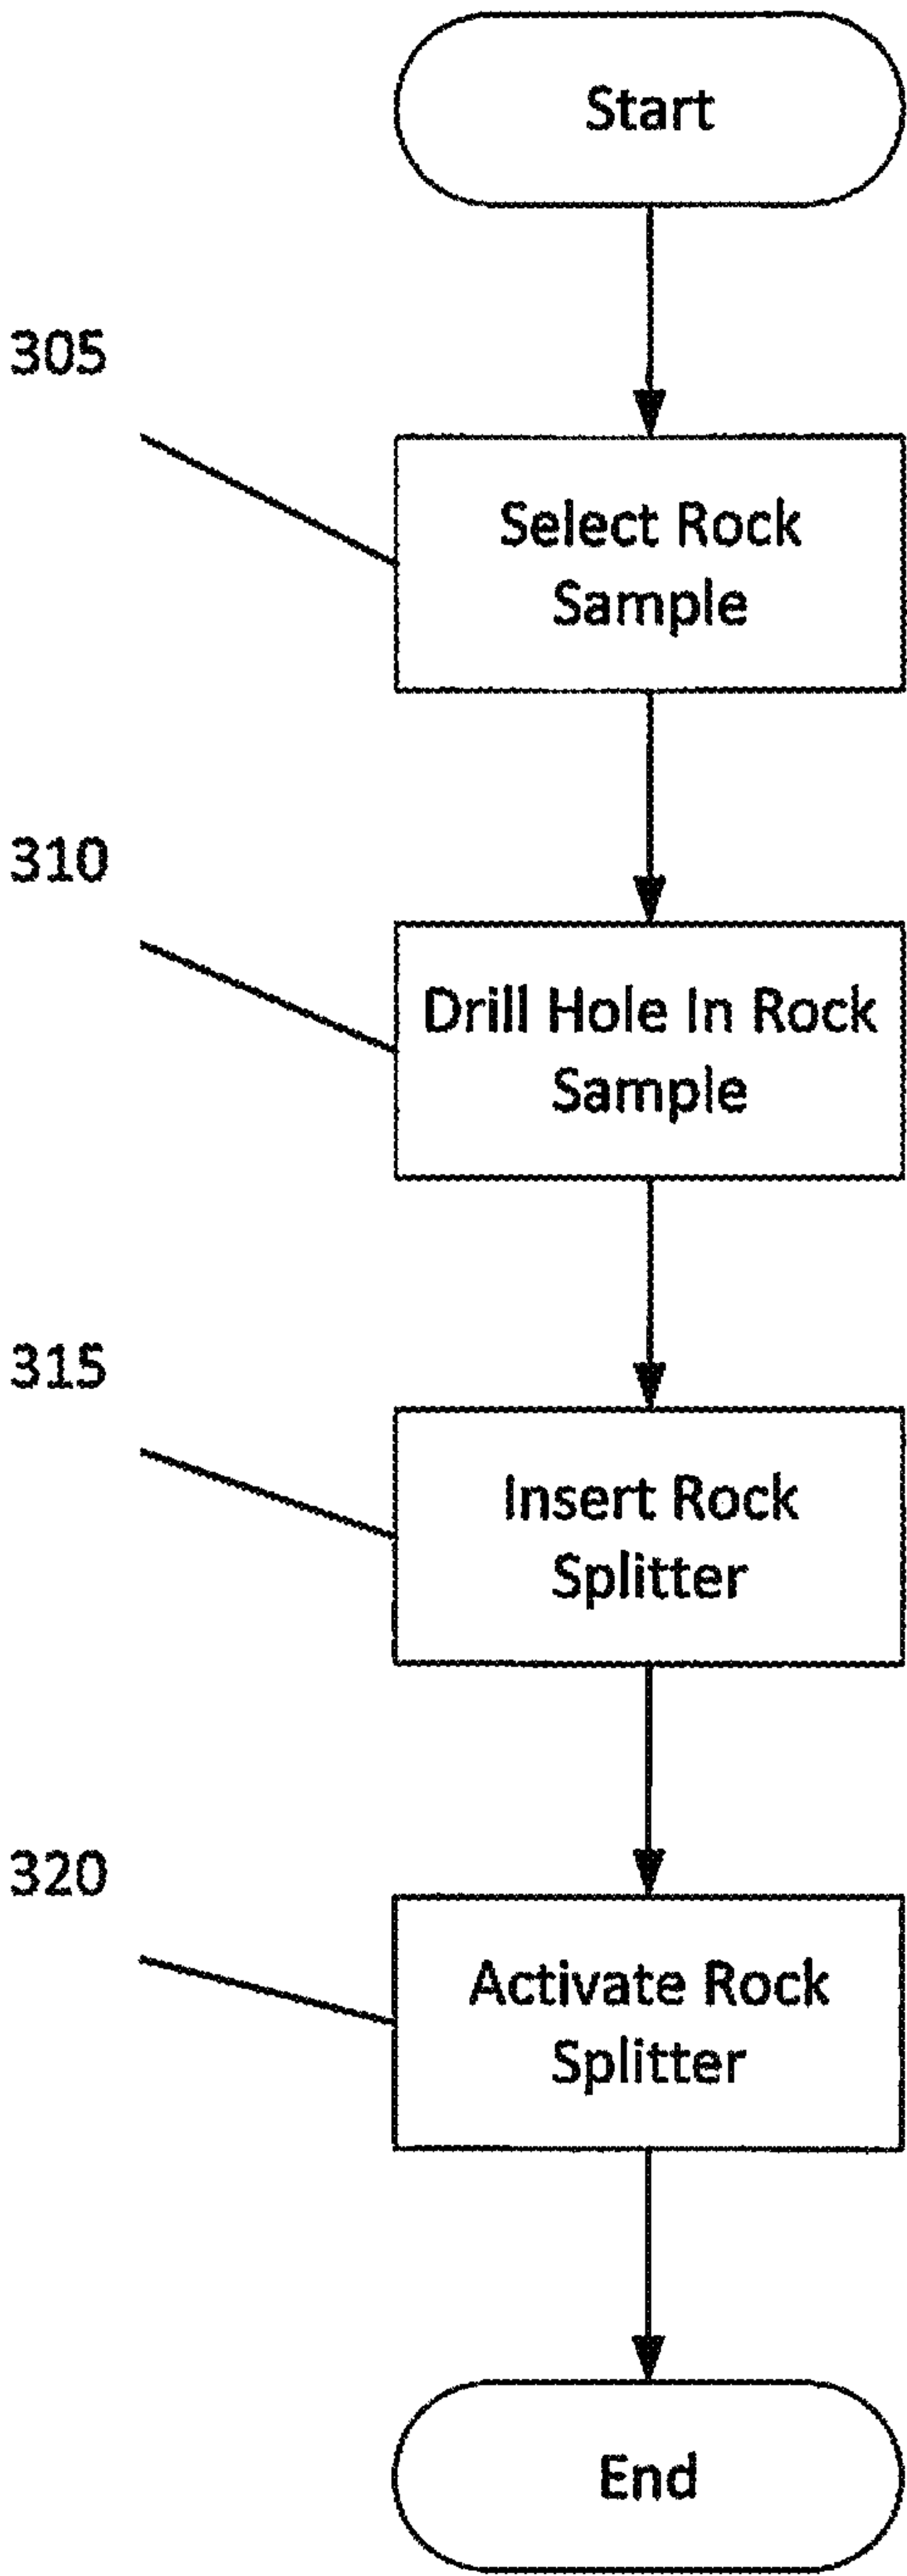 Start
305
Select Rock
Sample
310
Drill Hole In Rock
Sample
315
Insert Rock
Splitter
320
Activate Rock
Splitter
End